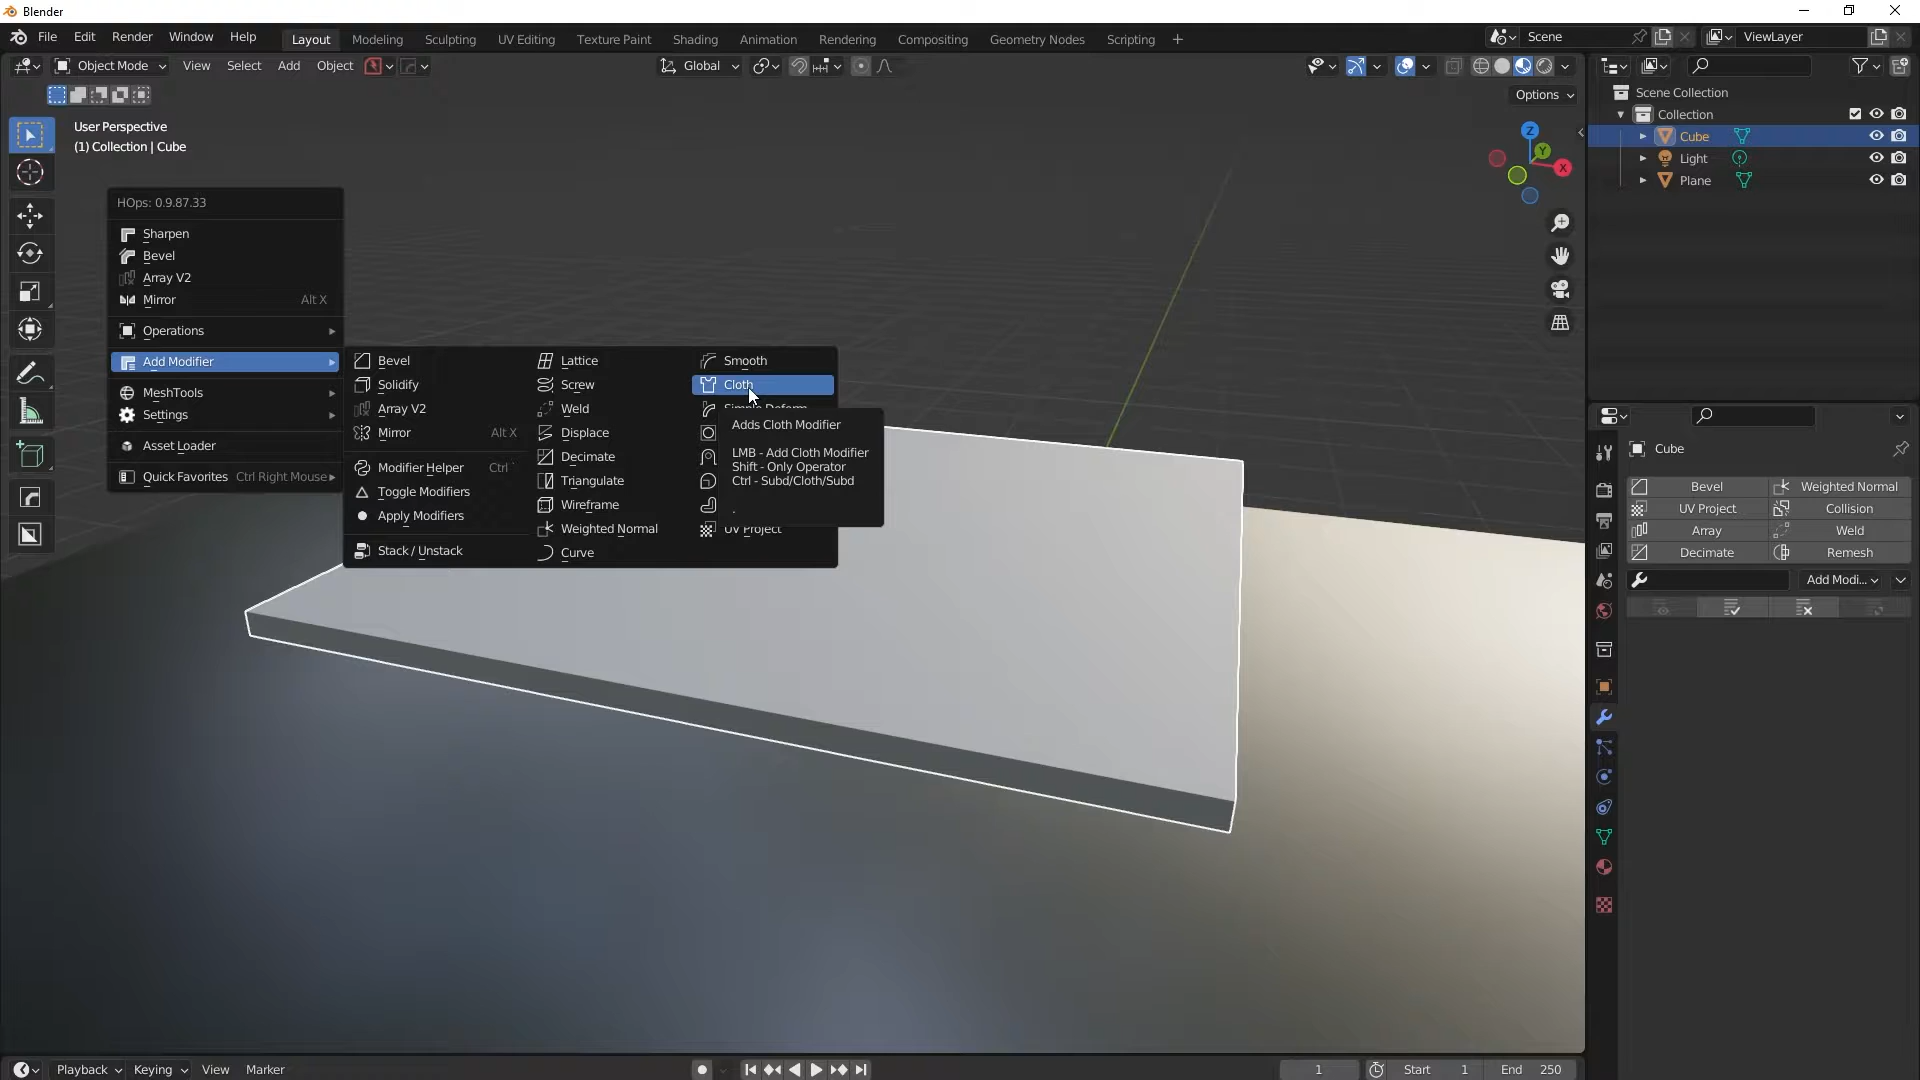 Blender
File Edit Render Window Help
Layout Modeling Sculpting UV Editing Texture Paint Shading Animation Rendering Compositing Geometry Nodes Scripting +
Scene
ViewLayer
Object Mode View Select Add Object
Global
Options
User Perspective
(1) Collection | Cube
Z
Y
X
HOps: 0.9.87.33
Sharpen
Bevel
Array V2
Mirror Alt X
Operations
Add Modifier
MeshTools
Settings
Asset Loader
Quick Favorites Ctrl Right Mouse
Bevel
Solidify
Array V2
Mirror Alt X
Modifier Helper Ctrl `
Toggle Modifiers
Apply Modifiers
Stack / Unstack
Lattice
Screw
Weld
Displace
Decimate
Triangulate
Wireframe
Weighted Normal
Curve
Smooth
Cloth
Simple Deform
UV Project
Adds Cloth Modifier
LMB - Add Cloth Modifier
Shift - Only Operator
Ctrl - Subd/Cloth/Subd
.
Scene Collection
Collection
Cube
Light
Plane
Cube
Bevel Weighted Normal
UV Project Collision
Array Weld
Decimate Remesh
Add Modi...
Playback Keying View Marker
1 Start 1 End 250